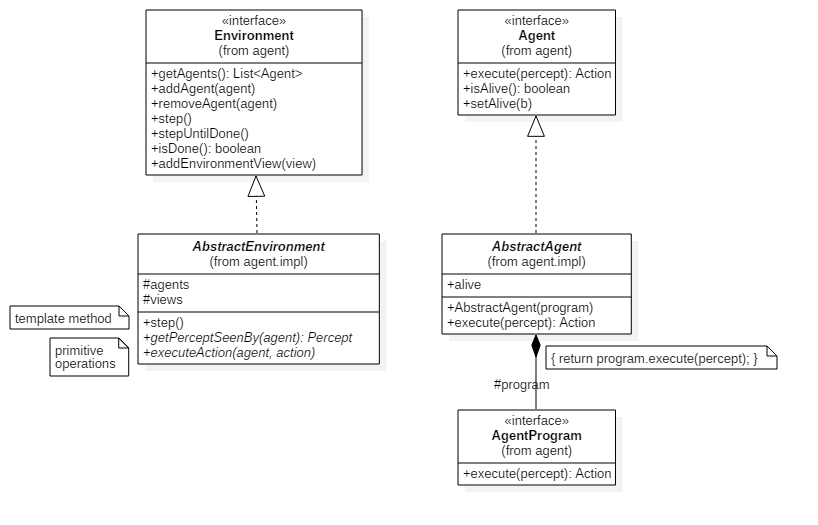 «interface»
Environment
(from agent)
+getAgents(): List<Agent>
+addAgent(agent)
+removeAgent(agent)
+step()
+stepUntilDone()
+isDone(): boolean
+addEnvironmentView(view)
«interface»
Agent
(from agent)
+execute(percept): Action
+isAlive(): boolean
+setAlive(b)
AbstractEnvironment
(from agent.impl)
#agents
#views
+step()
+getPerceptSeenBy(agent): Percept
+executeAction(agent, action)
template method
primitive
operations
AbstractAgent
(from agent.impl)
+alive
+AbstractAgent(program)
+execute(percept): Action
{ return program.execute(percept); }
#program
«interface»
AgentProgram
(from agent)
+execute(percept): Action